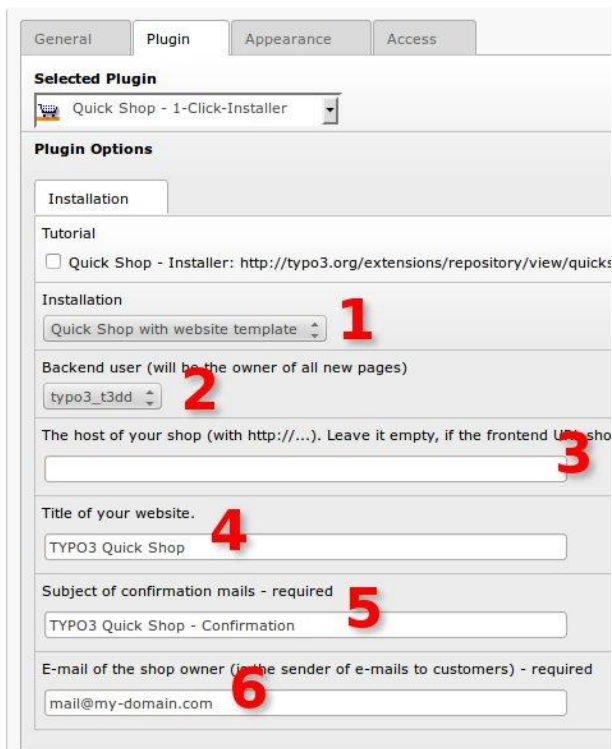 General Plugin Appearance Access
Selected Plugin
Quick Shop - 1-Click-Installer
Plugin Options
Installation
Tutorial
Quick Shop - Installer: http://typo3.org/extensions/repository/view/quicks
Installation
Quick Shop with website template 1
Backend user (will be the owner of all new pages)
typo3_t3dd 2
The host of your shop (with http://...). Leave it empty, if the frontend URL sho
3
Title of your website.
4
TYPO3 Quick Shop
Subject of confirmation mails - required
5
TYPO3 Quick Shop - Confirmation
E-mail of the shop owner (is the sender of e-mails to customers) - required
6
mail@my-domain.com